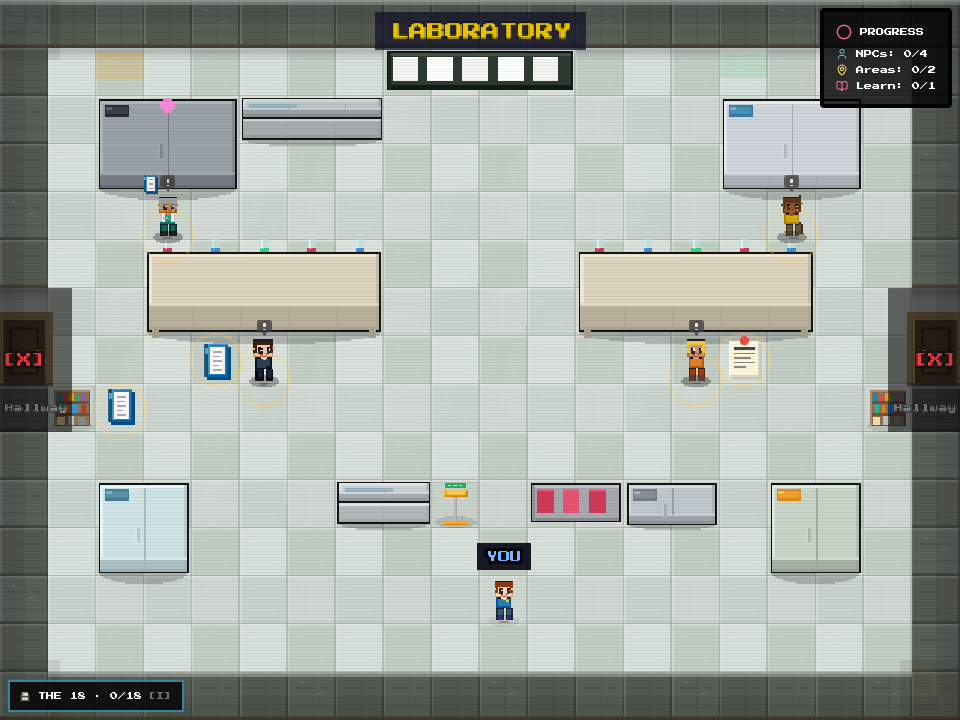 LABORATORY
PROGRESS
NPCs: 0/4
Areas: 0/2
Learn: 0/1
!
!
!
!
[X]
[X]
Hallway
Hallway
YOU
THE 18 · 0/18 [I]